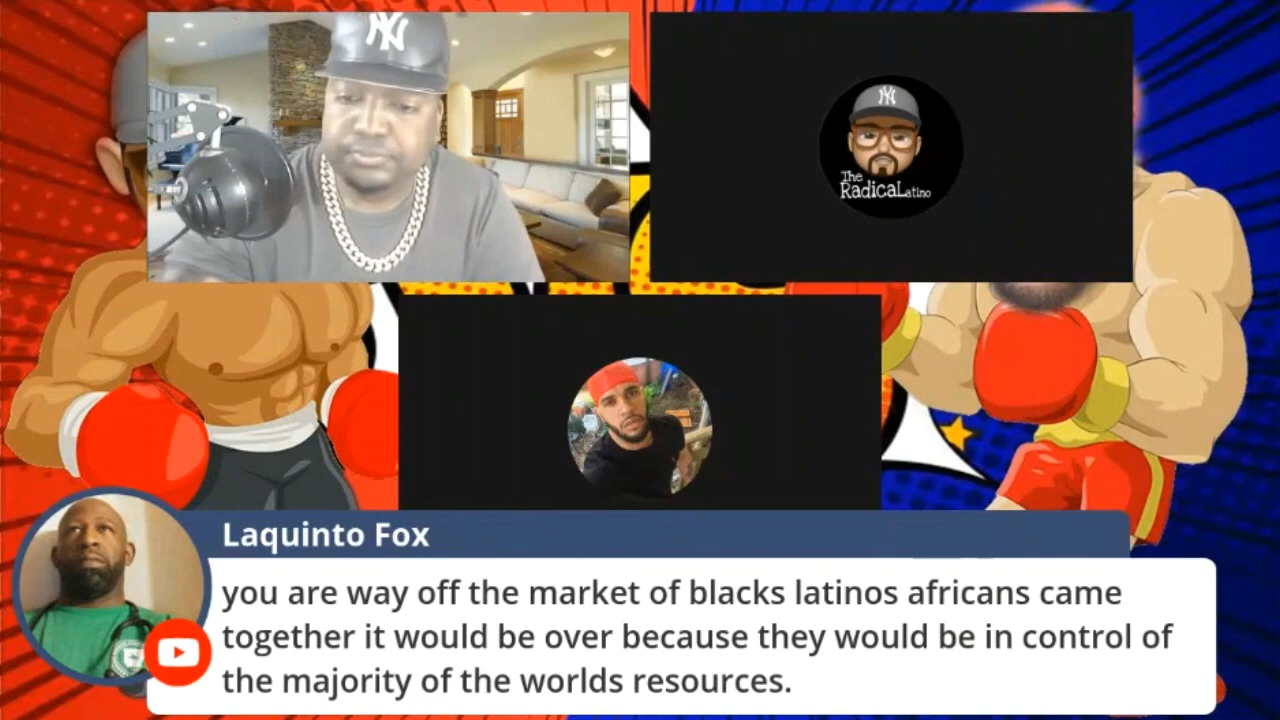 NY
NY
The
RadicaLatino
Laquinto Fox
you are way off the market of blacks latinos africans came
together it would be over because they would be in control of
the majority of the worlds resources.